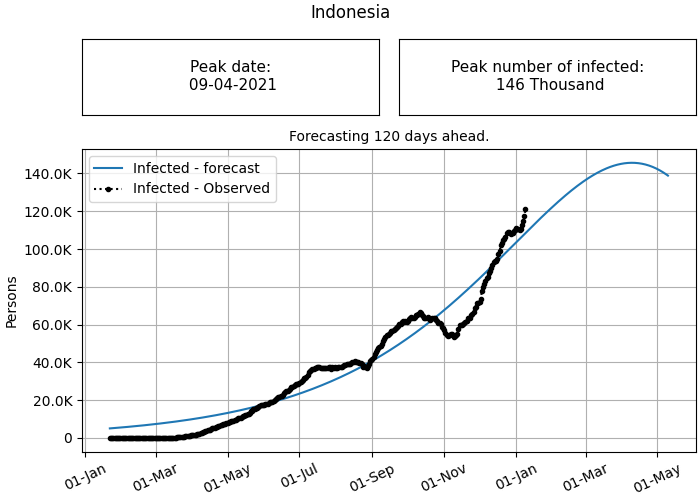 Indonesia
Peak date:
09-04-2021
Peak number of infected:
146 Thousand
Forecasting 120 days ahead.
Infected - forecast
Infected - Observed
140.0K
120.0K
100.0K
80.0K
60.0K
40.0K
20.0K
0
Persons
01-Jan
01-Mar
01-May
01-Jul
01-Sep
01-Nov
01-Jan
01-Mar
01-May